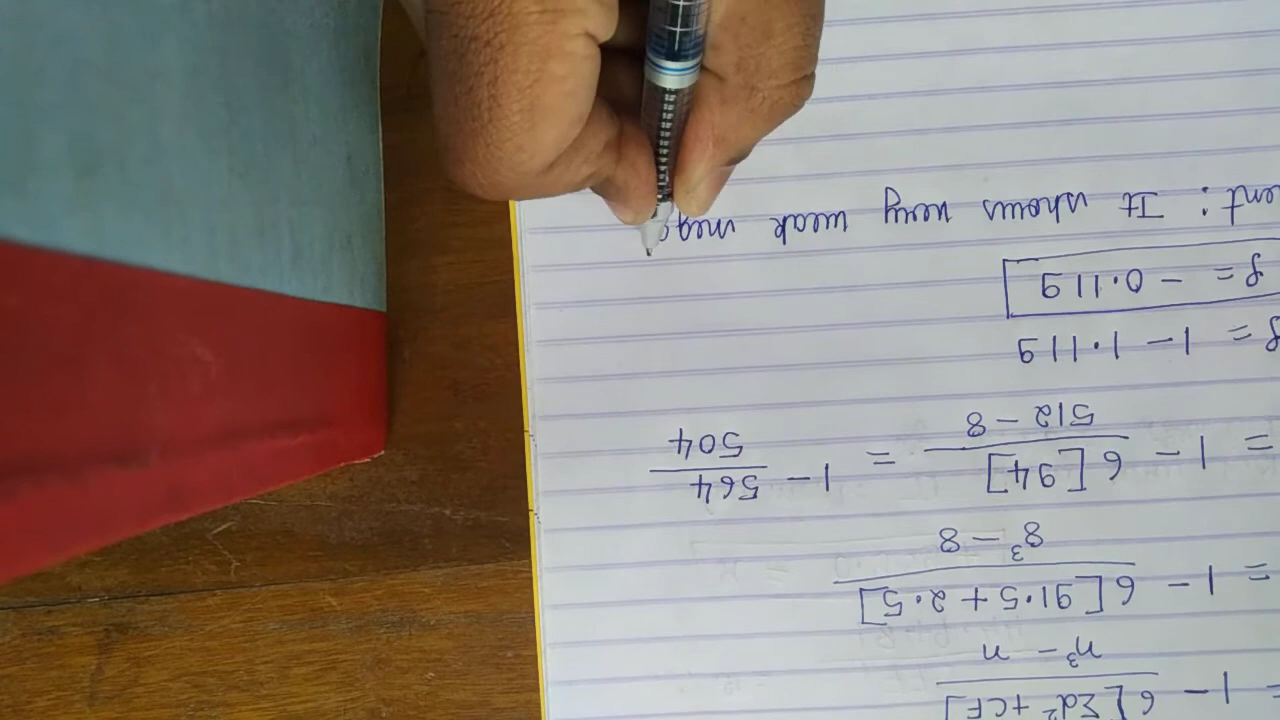 = 1 - 6[Σd² + CF] / n³ - n
= 1 - 6[91.5 + 2.5] / 8³ - 8
= 1 - 6[94] / 512 - 8 = 1 - 564 / 504
ρ = 1 - 1.119
ρ = - 0.119
ent : It shows very weak neg